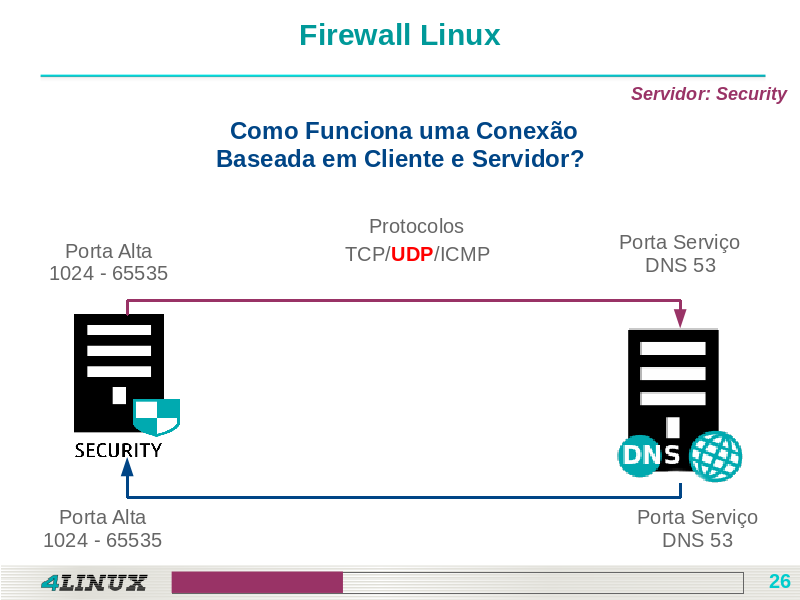 Firewall Linux
Servidor: Security
Como Funciona uma Conexão
Baseada em Cliente e Servidor?
Protocolos
TCP/UDP/ICMP
Porta Alta
1024 - 65535
Porta Serviço
DNS 53
SECURITY
DNS
Porta Alta
1024 - 65535
Porta Serviço
DNS 53
4LINUX
26